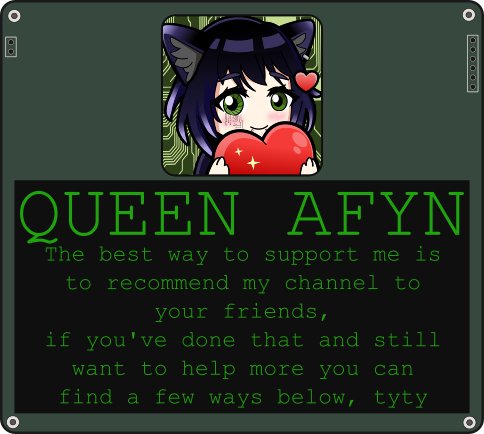 QUEEN AFYN
The best way to support me is
to recommend my channel to
your friends,
if you've done that and still
want to help more you can
find a few ways below, tyty